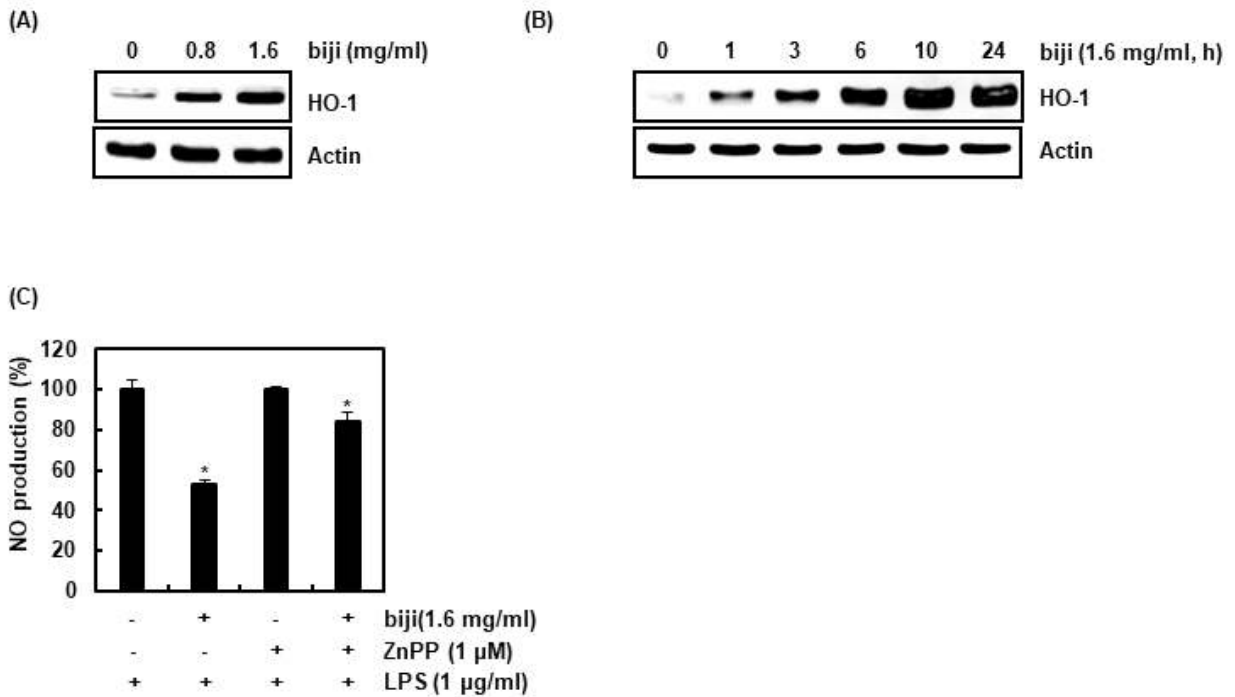 (A)
0 0.8 1.6 biji (mg/ml)
HO-1
Actin
(B)
0 1 3 6 10 24 biji (1.6 mg/ml, h)
HO-1
Actin
(C)
NO production (%)
120
100
80
60
40
20
0
*
*
- + - + biji(1.6 mg/ml)
- - + + ZnPP (1 µM)
+ + + + LPS (1 µg/ml)